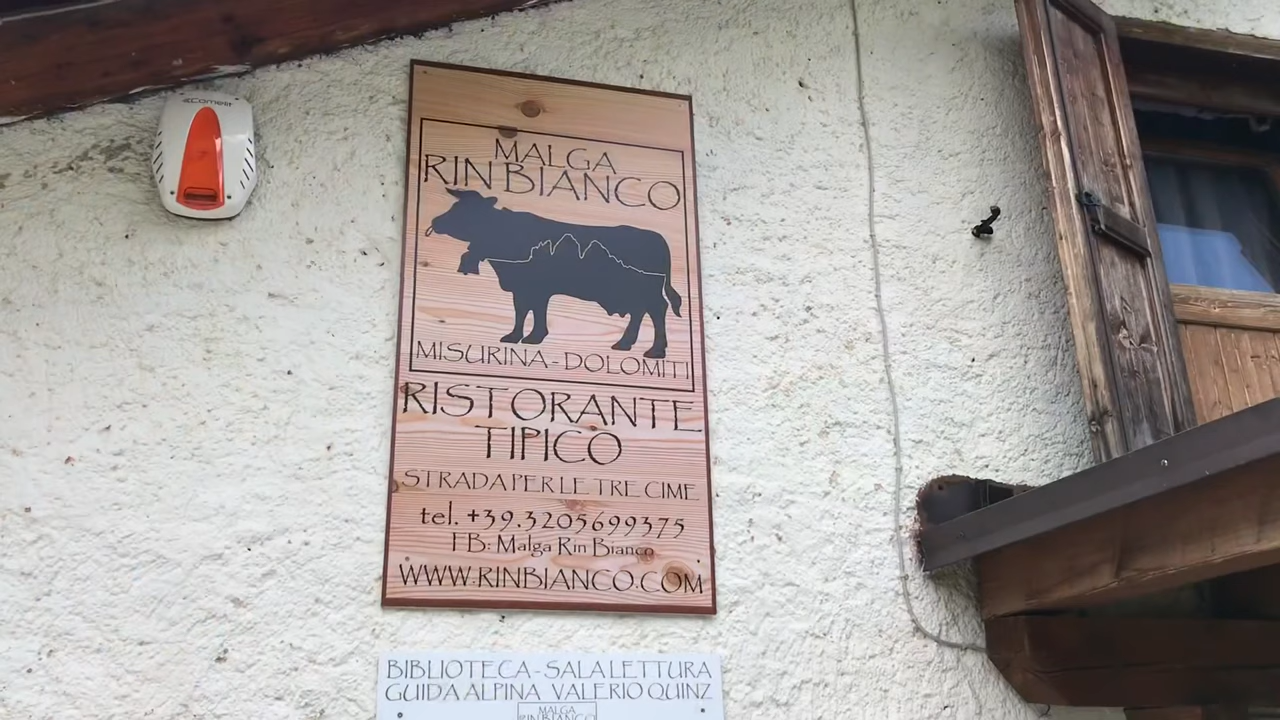 Comelit
MALGA
RIN BIANCO
MISURINA - DOLOMITI
RISTORANTE
TIPICO
STRADA PER LE TRE CIME
tel. +39.3205699375
FB: Malga Rin Bianco
WWW.RINBIANCO.COM
BIBLIOTECA - SALA LETTURA
GUIDA ALPINA VALERIO QUINZ
MALGA
RIN BIANCO